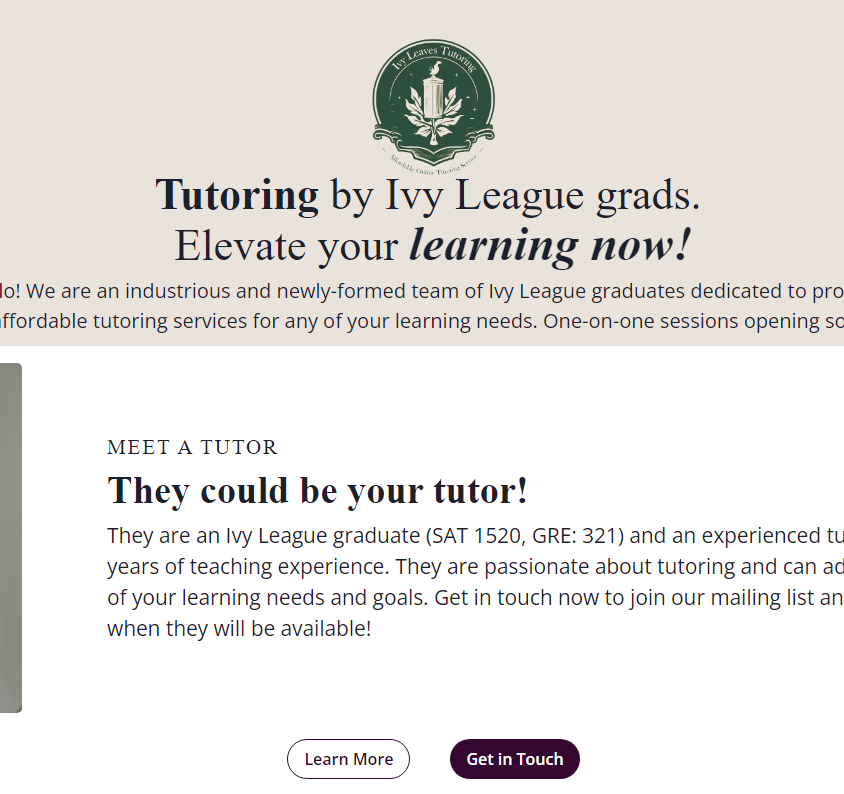 Ivy Leaves Tutoring
Affordable Online Tutoring Service
Tutoring by Ivy League grads.
Elevate your learning now!
lo! We are an industrious and newly-formed team of Ivy League graduates dedicated to pro
ffordable tutoring services for any of your learning needs. One-on-one sessions opening so
MEET A TUTOR
They could be your tutor!
They are an Ivy League graduate (SAT 1520, GRE: 321) and an experienced tu
years of teaching experience. They are passionate about tutoring and can ad
of your learning needs and goals. Get in touch now to join our mailing list an
when they will be available!
Learn More
Get in Touch